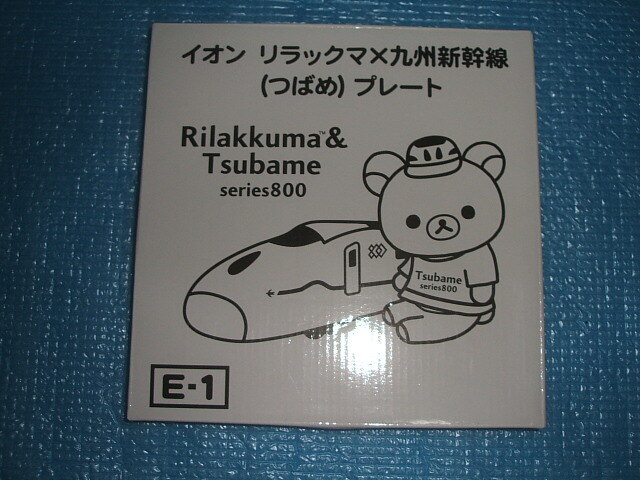 イオン リラックマ×九州新幹線
(つばめ) プレート
Rilakkuma™&
Tsubame
series800
Tsubame
series800
E-1